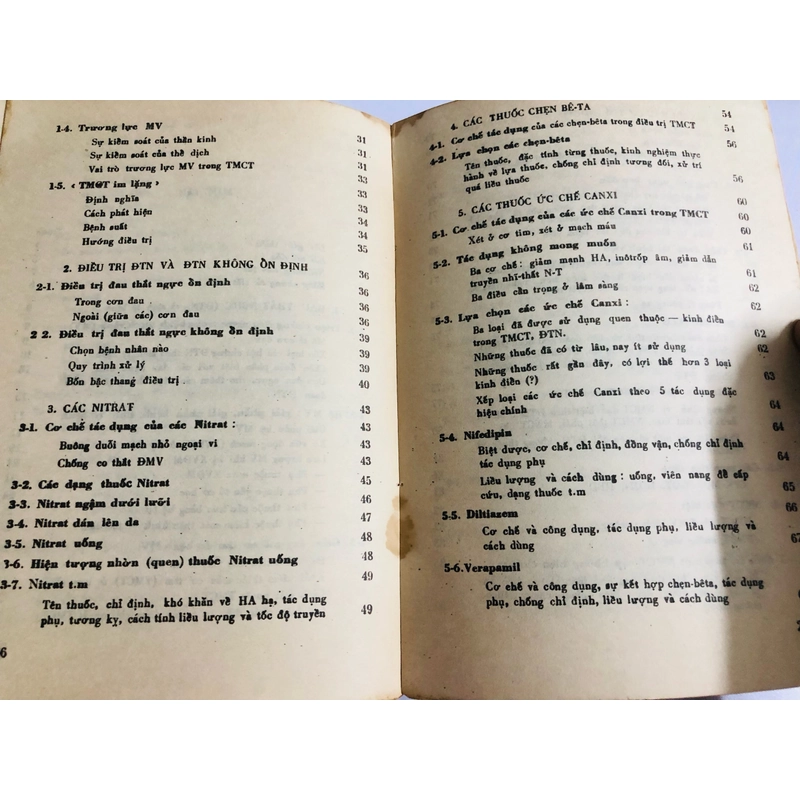 1-4. Trương lực MV
Sự kiểm soát của thần kinh 31
Sự kiểm soát của thể dịch 31
Vai trò trương lực MV trong TMCT 31
1-5. ‹ TMCT im lặng › 33
Định nghĩa 33
Cách phát hiện 33
Bệnh suất 34
Hướng điều trị 34
35
2. ĐIỀU TRỊ ĐTN VÀ ĐTN KHÔNG ỔN ĐỊNH 36
2-1. Điều trị đau thắt ngực ổn định 36
Trong cơn đau 36
Ngoài (giữa các) cơn đau 36
2 2. Điều trị đau thắt ngực không ổn định 39
Chọn bệnh nhân nào 39
Quy trình xử lý 39
Bốn bậc thang điều trị 40
3. CÁC NITRAT 43
3-1. Cơ chế tác dụng của các Nitrat : 43
Buông duỗi mạch nhỏ ngoại vi 43
Chống co thắt ĐMV 43
3-2. Các dạng thuốc Nitrat 45
3-3. Nitrat ngậm dưới lưỡi 46
3-4. Nitrat dán lên da 47
3-5. Nitrat uống 48
3-6. Hiện tượng nhờn (quen) thuốc Nitrat uống 48
3-7. Nitrat t.m 49
Tên thuốc, chỉ định, khó khăn về HA hạ, tác dụng
phụ, tương kỵ, cách tính liều lượng và tốc độ truyền 49
6
4. CÁC THUỐC CHẸN BÊ-TA 54
4-1. Cơ chế tác dụng của các chẹn-bêta trong điều trị TMCT 54
4-2. Lựa chọn các chẹn-bêta 56
Tên thuốc, đặc tính từng thuốc, kinh nghiệm thực
hành về lựa thuốc, chống chỉ định tương đối, xử trí
quá liều thuốc 56
5. CÁC THUỐC ỨC CHẾ CANXI 60
5-1. Cơ chế tác dụng của các ức chế Canxi trong TMCT 60
Xét ở cơ tim, xét ở mạch máu 60
5-2. Tác dụng không mong muốn 61
Ba cơ chế : giảm mạnh HA, inôtrốp âm, giảm dẫn
truyền nhĩ-thất N-T 61
Ba điều cần trọng ở lâm sàng 62
5-3. Lựa chọn các ức chế Canxi : 62
Ba loại đã được sử dụng quen thuộc — kinh điển
trong TMCT, ĐTN. 62
Những thuốc đã có từ lâu, nay ít sử dụng 62
Những thuốc rất gần đây, có lợi thế hơn 3 loại
kinh điển (?) 63
Xếp loại các ức chế Canxi theo 5 tác dụng đặc
hiệu chính 64
5-4. Nifedipin 64
Biệt dược, cơ chế, chỉ định, đồng vận, chống chỉ định
tác dụng phụ 64
Liều lượng và cách dùng : uống, viên nang để cấp
cứu, dạng thuốc t.m 65
5-5. Diltiazem 66
Cơ chế và công dụng, tác dụng phụ, liều lượng và
cách dùng 67
5-6. Verapamil
Cơ chế và công dụng, sự kết hợp chẹn-bêta, tác dụng
phụ, chống chỉ định, liều lượng và cách dùng